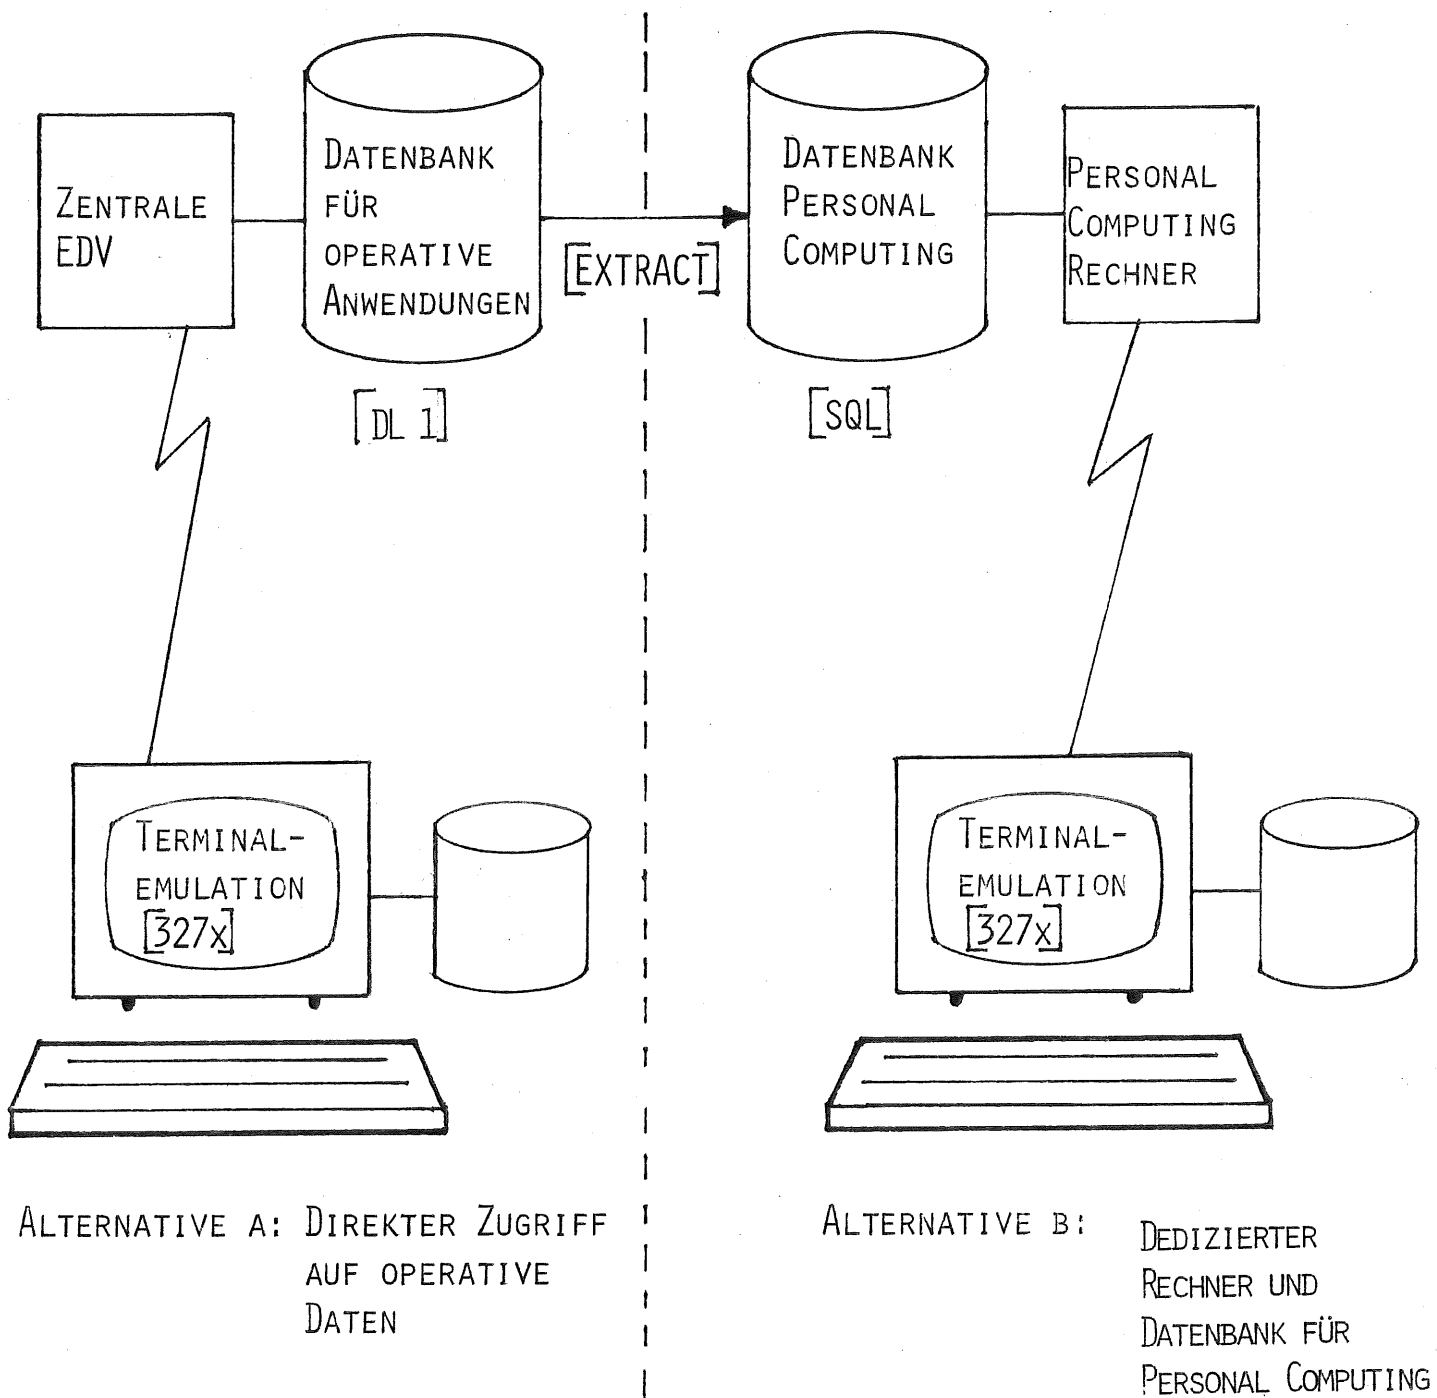 ZENTRALE
EDV
DATENBANK
FÜR
OPERATIVE
ANWENDUNGEN
[DL 1]
[EXTRACT]
DATENBANK
PERSONAL
COMPUTING
[SQL]
PERSONAL
COMPUTING
RECHNER
TERMINAL-
EMULATION
[327x]
TERMINAL-
EMULATION
[327x]
ALTERNATIVE A: DIREKTER ZUGRIFF
AUF OPERATIVE
DATEN
ALTERNATIVE B:
DEDIZIERTER
RECHNER UND
DATENBANK FÜR
PERSONAL COMPUTING